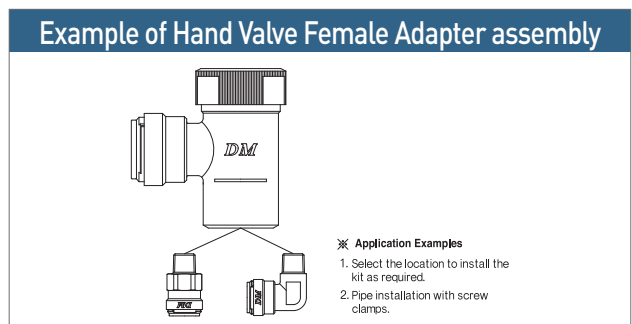 Example of Hand Valve Female Adapter assembly
DM
※ Application Examples
1. Select the location to install the
kit as required.
2. Pipe installation with screw
clamps.
DM
DM